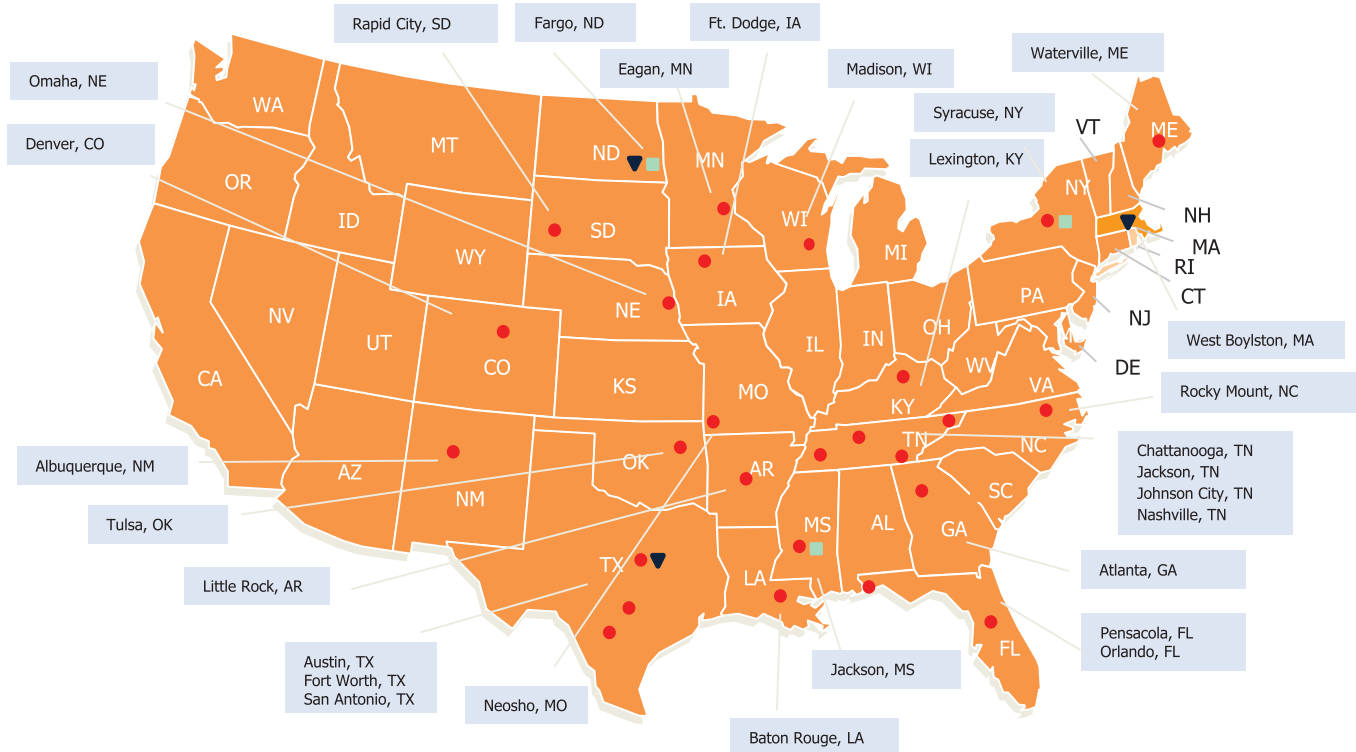 Rapid City, SD
Fargo, ND
Ft. Dodge, IA
Eagan, MN
Madison, WI
Waterville, ME
Omaha, NE
Syracuse, NY
Denver, CO
Lexington, KY
VT
WA
MT
ND
MN
ME
OR
ID
SD
WI
NY
NH
MA
WY
MI
RI
CT
NE
IA
PA
NJ
NV
UT
CO
IL
IN
OH
WV
MD
DE
West Boylston, MA
CA
KS
MO
KY
VA
Rocky Mount, NC
AZ
NM
OK
AR
TN
NC
SC
Albuquerque, NM
Chattanooga, TN
Jackson, TN
Johnson City, TN
Nashville, TN
Tulsa, OK
MS
AL
GA
TX
LA
Little Rock, AR
Atlanta, GA
Pensacola, FL
Orlando, FL
FL
Austin, TX
Fort Worth, TX
San Antonio, TX
Jackson, MS
Neosho, MO
Baton Rouge, LA